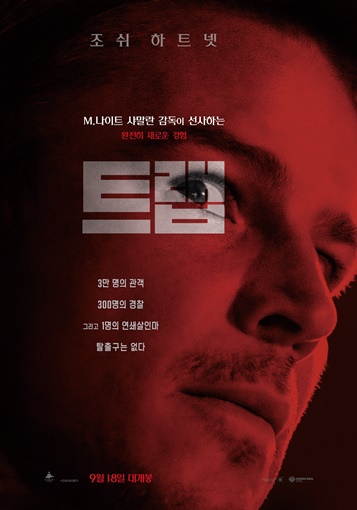 조쉬 하트넷
M.나이트 샤말란 감독이 선사하는
완전히 새로운 경험
트랩
3만 명의 관객
300명의 경찰
그리고 1명의 연쇄살인마
탈출구는 없다
9월 18일 대개봉